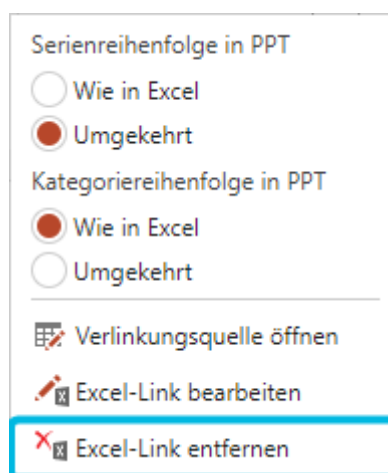 Serienreihenfolge in PPT
Wie in Excel
Umgekehrt
Kategoriereihenfolge in PPT
Wie in Excel
Umgekehrt
Verlinkungsquelle öffnen
Excel-Link bearbeiten
Excel-Link entfernen